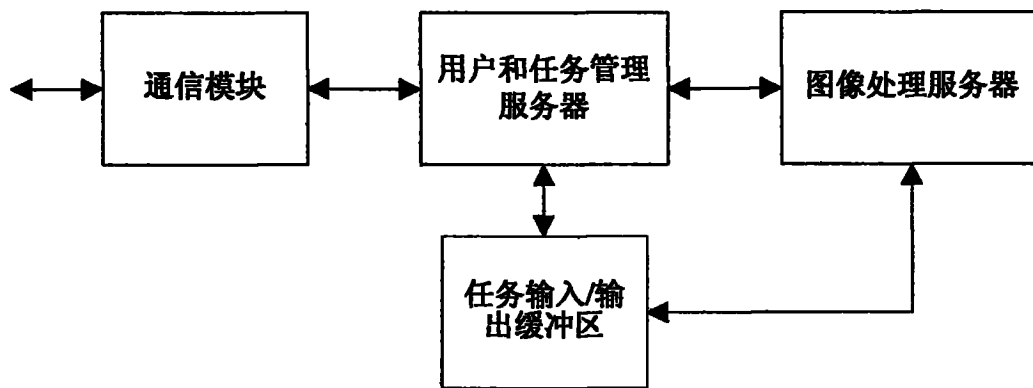 通信模块
用户和任务管理
服务器
图像处理服务器
任务输入/输
出缓冲区